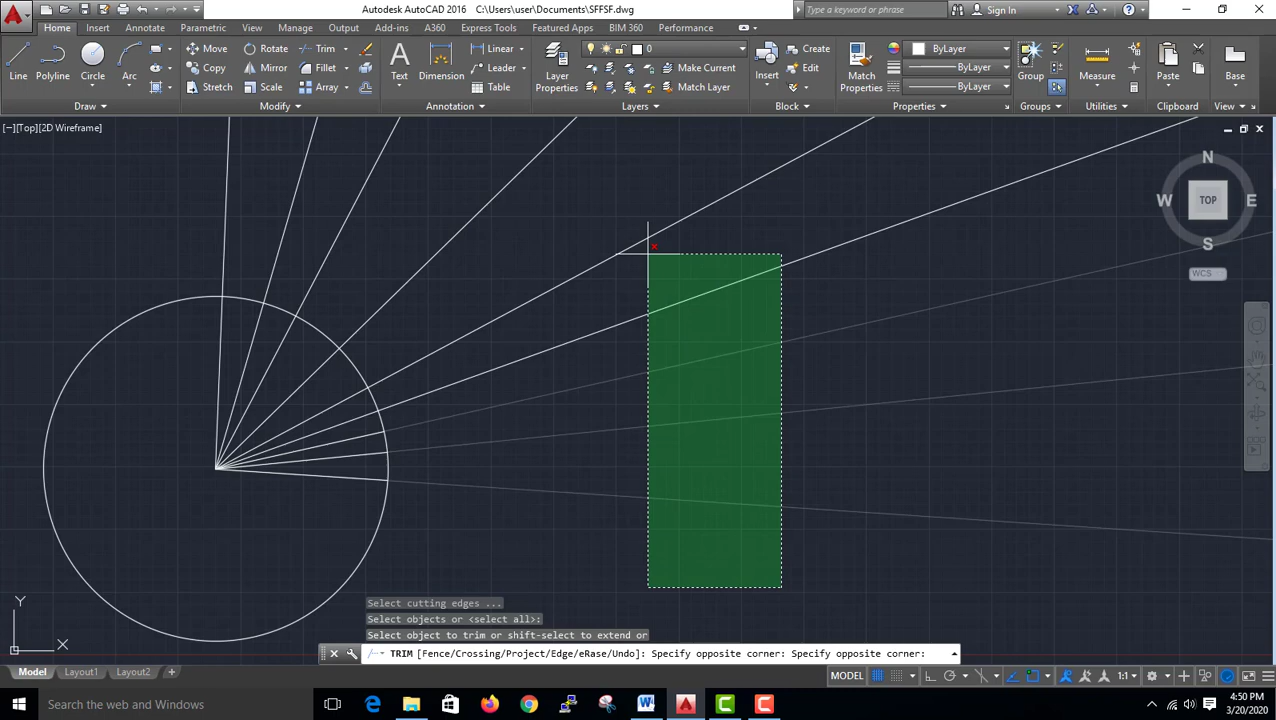 Autodesk AutoCAD 2016   C:\Users\user\Documents\SFFSF.dwg
Type a keyword or phrase
Sign In
Home Insert Annotate Parametric View Manage Output Add-ins A360 Express Tools Featured Apps BIM 360 Performance
Line Polyline Circle Arc
Move Rotate Trim
Copy Mirror Fillet
Stretch Scale Array
Text Dimension
Linear
Leader
Table
Layer Properties
0
Make Current
Match Layer
Insert
Create
Edit
Match Properties
ByLayer
ByLayer
ByLayer
Group
Measure
Paste
Base
Draw Modify Annotation Layers Block Properties Groups Utilities Clipboard View
[−][Top][2D Wireframe]
N
W TOP E
S
WCS
Y
X
Select cutting edges ...
Select objects or <select all>:
Select object to trim or shift-select to extend or
TRIM [Fence/Crossing/Project/Edge/eRase/Undo]: Specify opposite corner: Specify opposite corner:
Model Layout1 Layout2 +
MODEL
1:1
Search the Web and Windows
4:50 PM
3/20/2020